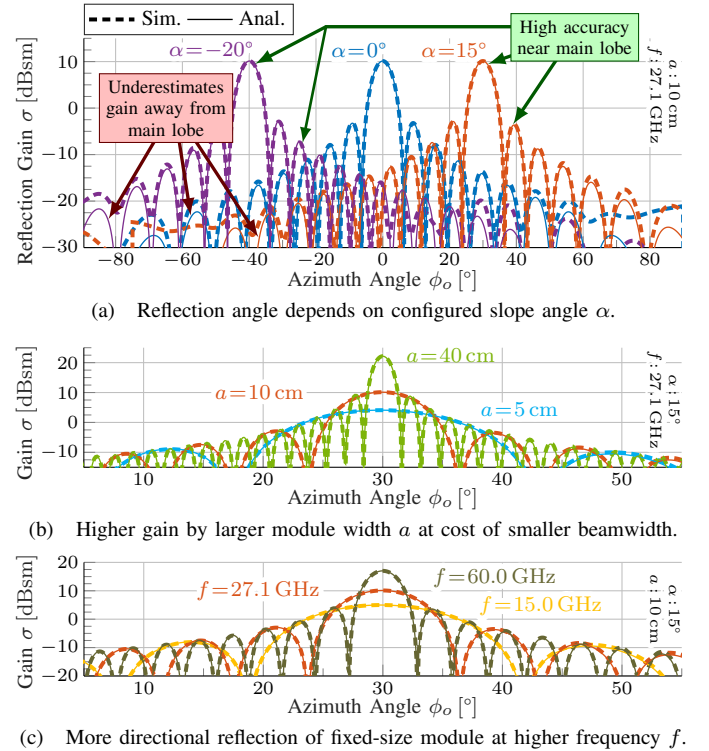 Sim. Anal.
α=−20°
α=0°
α=15°
High accuracy
near main lobe
Underestimates
gain away from
main lobe
a: 10 cm
f: 27.1 GHz
Reflection Gain σ [dBsm]
10
0
−10
−20
−30
−80 −60 −40 −20 0 20 40 60 80
Azimuth Angle ϕₒ [°]
(a) Reflection angle depends on configured slope angle α.
a=40 cm
a=10 cm
a=5 cm
α: 15°
f: 27.1 GHz
Gain σ [dBsm]
20
10
0
−10
10 20 30 40 50
Azimuth Angle ϕₒ [°]
(b) Higher gain by larger module width a at cost of smaller beamwidth.
f=60.0 GHz
f=27.1 GHz
f=15.0 GHz
α: 15°
a: 10 cm
Gain σ [dBsm]
20
10
0
−10
−20
10 20 30 40 50
Azimuth Angle ϕₒ [°]
(c) More directional reflection of fixed-size module at higher frequency f.